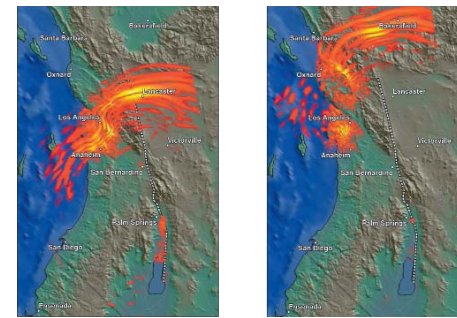 Bakersfield
Santa Barbara
Oxnard
Lancaster
Los Angeles
Victorville
Anaheim
San Bernardino
Palm Springs
San Diego
Ensenada
Bakersfield
Santa Barbara
Oxnard
Lancaster
Los Angeles
Victorville
Anaheim
San Bernardino
Palm Springs
San Diego
Ensenada